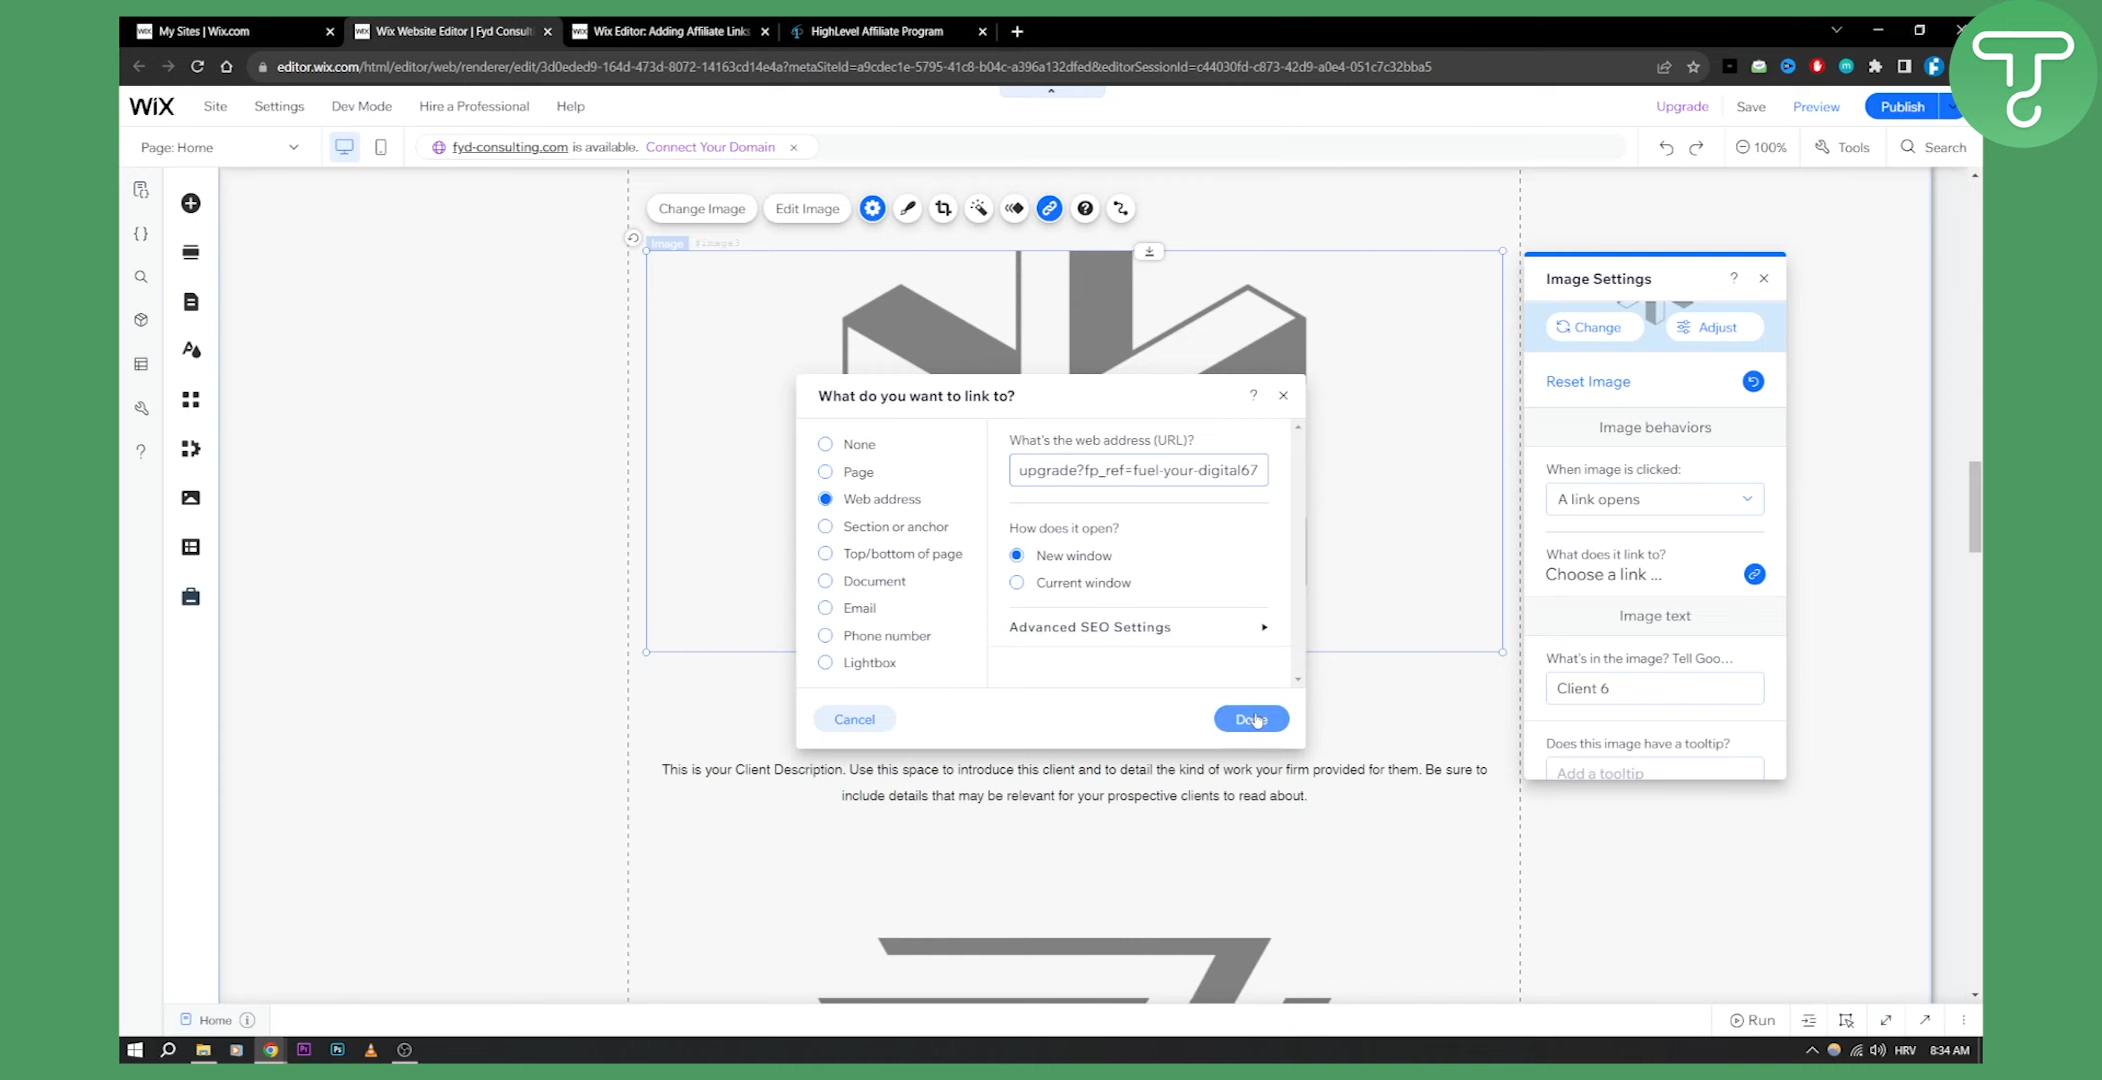 My Sites | Wix.com
Wix Website Editor | Fyd Consulti
Wix Editor: Adding Affiliate Links
HighLevel Affiliate Program
editor.wix.com/html/editor/web/renderer/edit/3d0eded9-164d-473d-8072-14163cd14e4a?metaSiteId=a9cdec1e-5795-41c8-b04c-a396a132dfed&editorSessionId=c44030fd-c873-42d9-a0e4-051c7c32bba5
WIX Site Settings Dev Mode Hire a Professional Help Upgrade Save Preview Publish
Page: Home fyd-consulting.com is available. Connect Your Domain 100% Tools Search
Change Image Edit Image
Image #image3
Image Settings ?
Change Adjust
Reset Image
Image behaviors
When image is clicked:
A link opens
What does it link to?
Choose a link ...
Image text
What's in the image? Tell Goo...
Client 6
Does this image have a tooltip?
Add a tooltip
What do you want to link to? ?
None
Page
Web address
Section or anchor
Top/bottom of page
Document
Email
Phone number
Lightbox
What's the web address (URL)?
upgrade?fp_ref=fuel-your-digital67
How does it open?
New window
Current window
Advanced SEO Settings
Cancel
This is your Client Description. Use this space to introduce this client and to detail the kind of work your firm provided for them. Be sure to
include details that may be relevant for your prospective clients to read about.
Home Run
HRV 8:34 AM